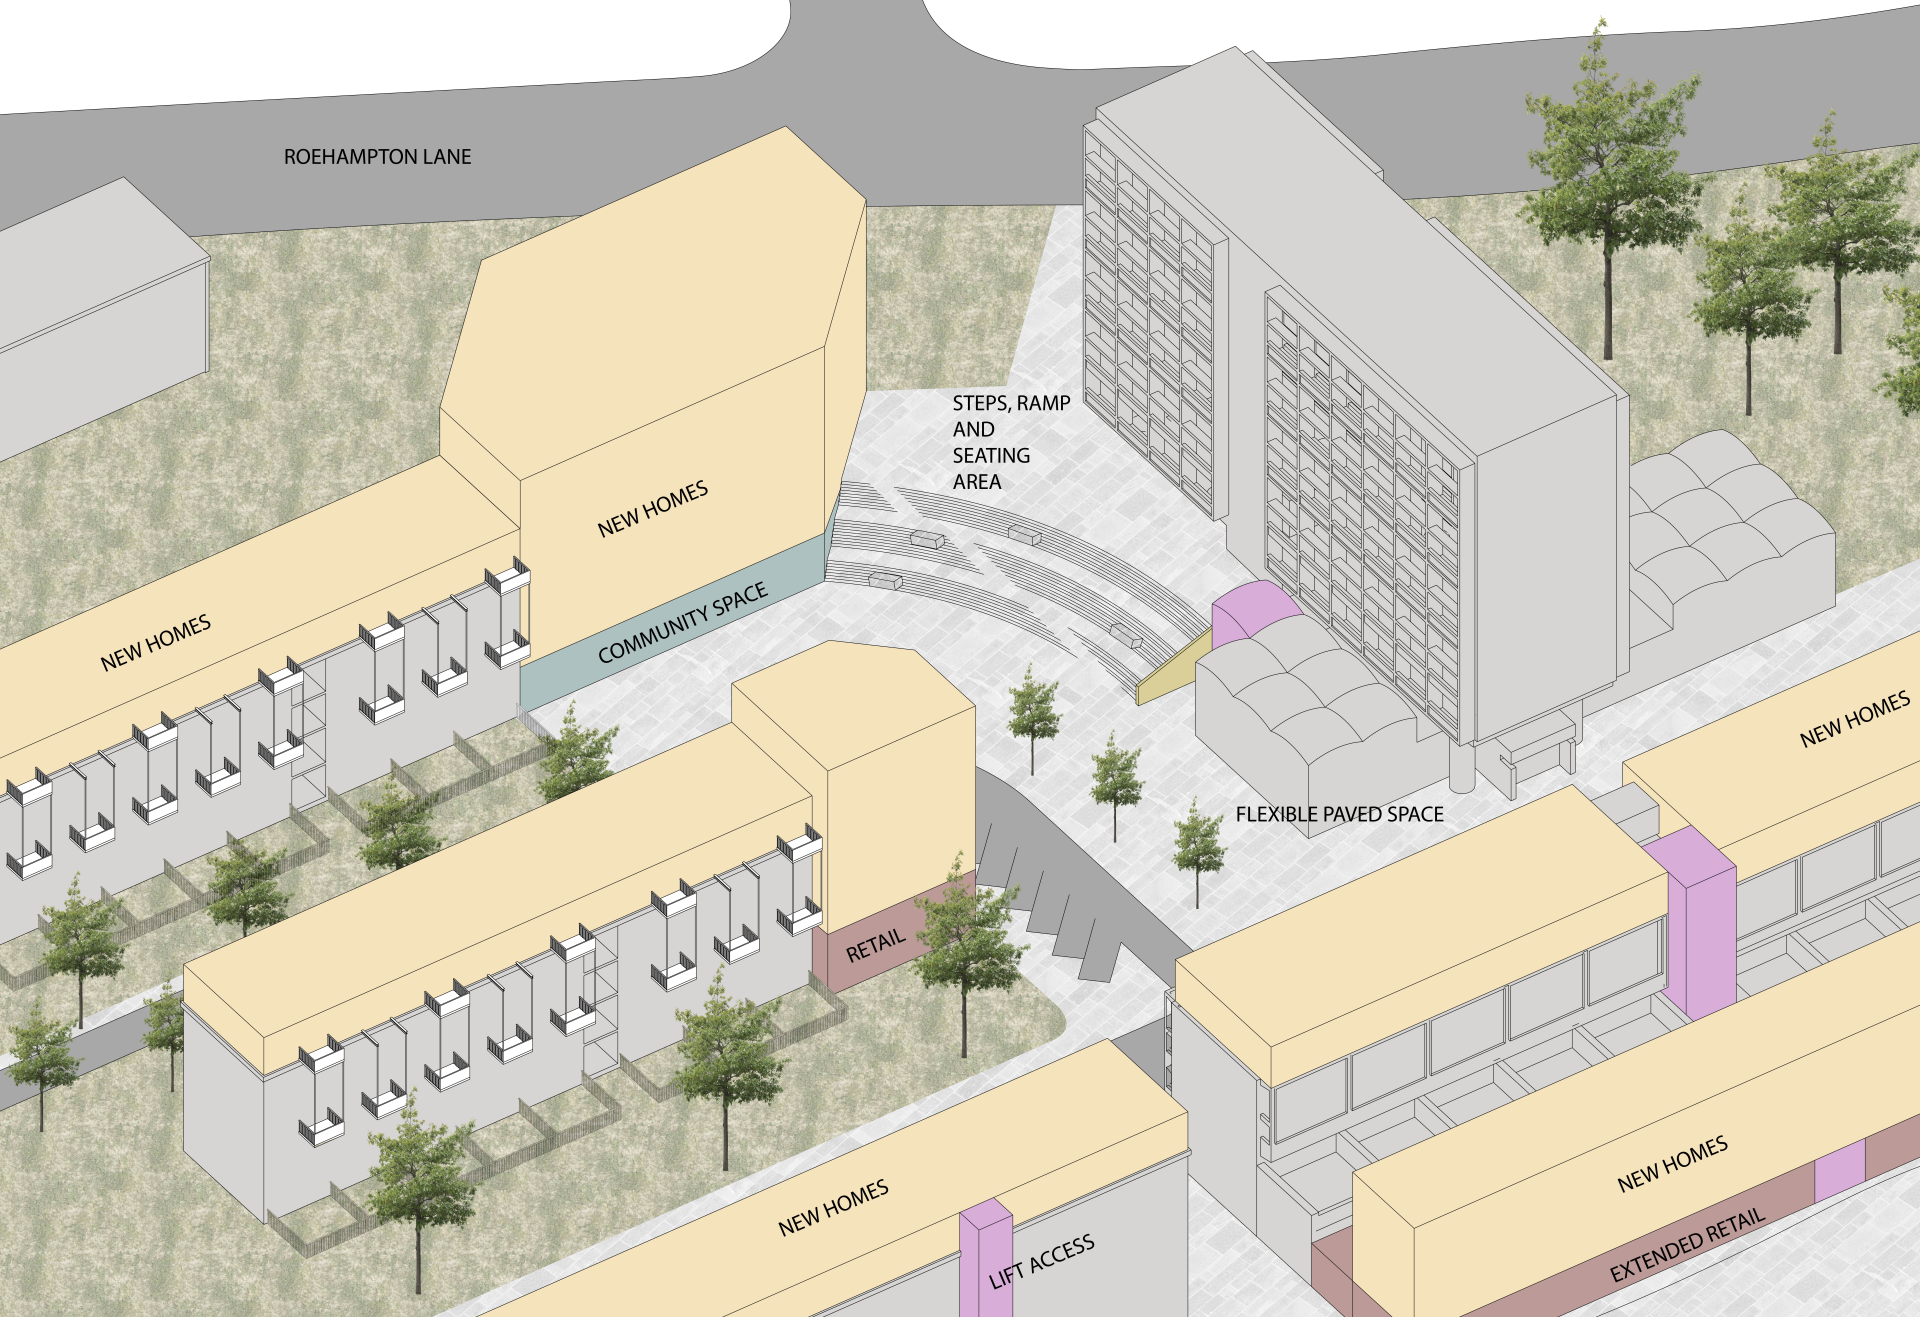 ROEHAMPTON LANE
STEPS, RAMP
AND
SEATING
AREA
NEW HOMES
COMMUNITY SPACE
NEW HOMES
NEW HOMES
FLEXIBLE PAVED SPACE
RETAIL
NEW HOMES
NEW HOMES
LIFT ACCESS
EXTENDED RETAIL